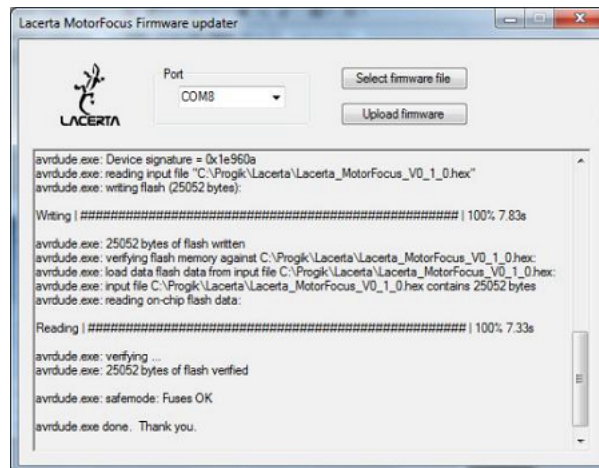 Lacerta MotorFocus Firmware updater
LACERTA
Port
COM8
Select firmware file
Upload firmware
avrdude.exe: Device signature = 0x1e960a
avrdude.exe: reading input file "C:\Progik\Lacerta\Lacerta_MotorFocus_V0_1_0.hex"
avrdude.exe: writing flash (25052 bytes):
Writing | ################################################## | 100% 7.83s
avrdude.exe: 25052 bytes of flash written
avrdude.exe: verifying flash memory against C:\Progik\Lacerta\Lacerta_MotorFocus_V0_1_0.hex:
avrdude.exe: load data flash data from input file C:\Progik\Lacerta\Lacerta_MotorFocus_V0_1_0.hex:
avrdude.exe: input file C:\Progik\Lacerta\Lacerta_MotorFocus_V0_1_0.hex contains 25052 bytes
avrdude.exe: reading on-chip flash data:
Reading | ################################################## | 100% 7.33s
avrdude.exe: verifying ...
avrdude.exe: 25052 bytes of flash verified
avrdude.exe: safemode: Fuses OK
avrdude.exe done.  Thank you.